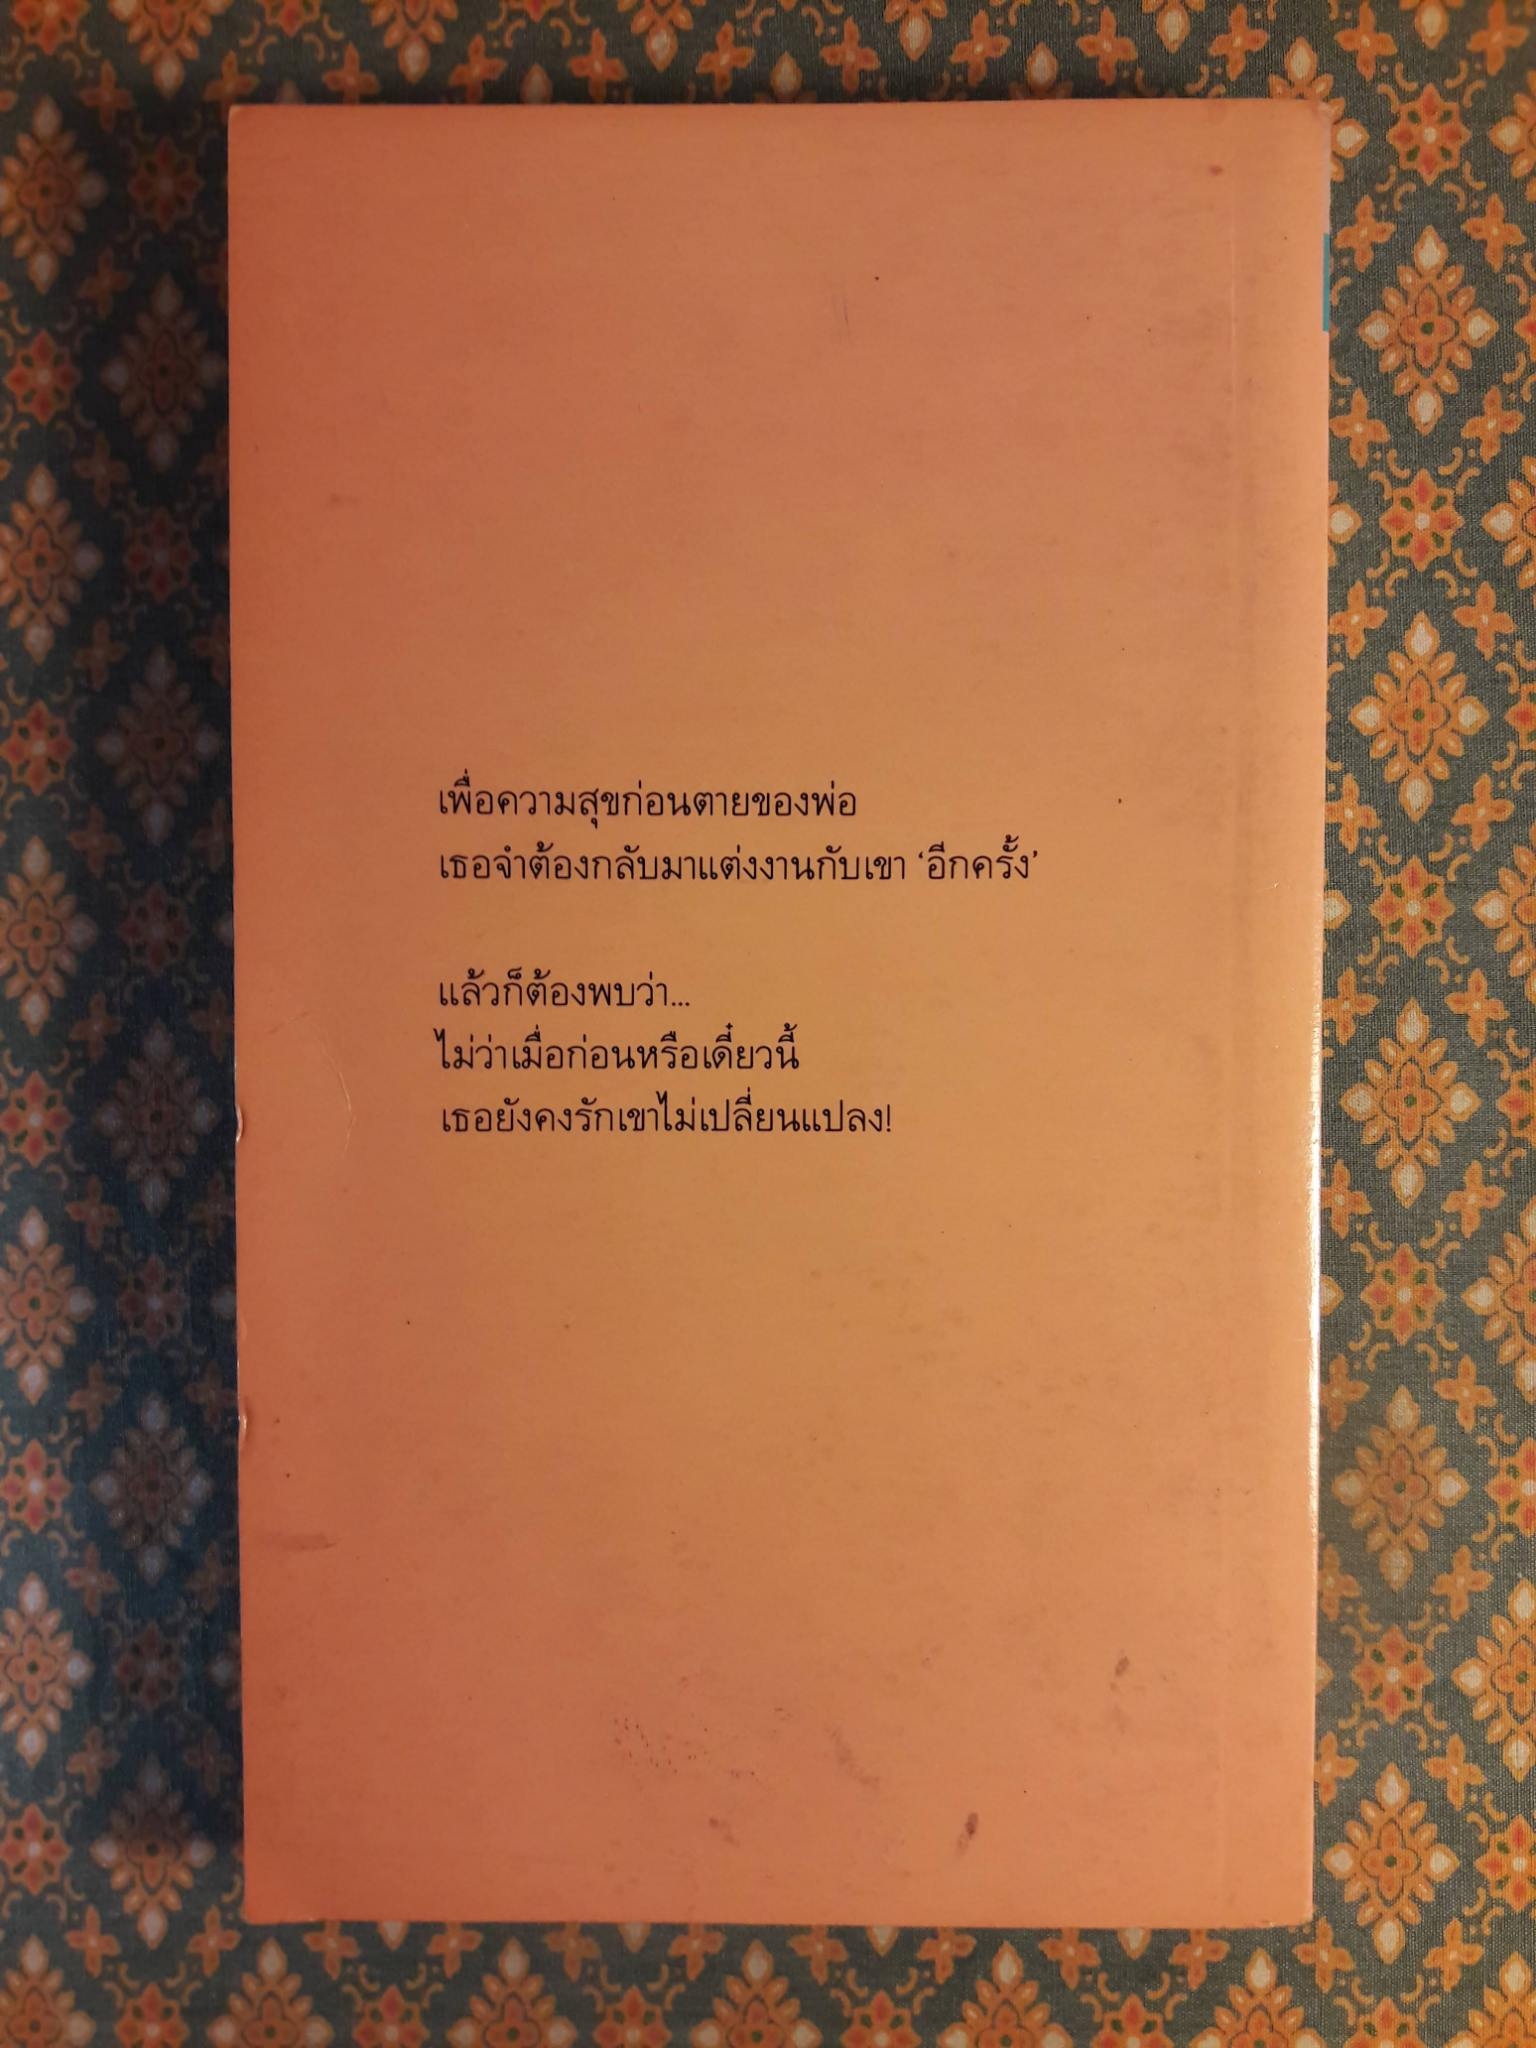 เพื่อความสุขก่อนตายของพ่อ
เธอจำต้องกลับมาแต่งงานกับเขา ‘อีกครั้ง’
แล้วก็ต้องพบว่า...
ไม่ว่าเมื่อก่อนหรือเดี๋ยวนี้
เธอยังคงรักเขาไม่เปลี่ยนแปลง!